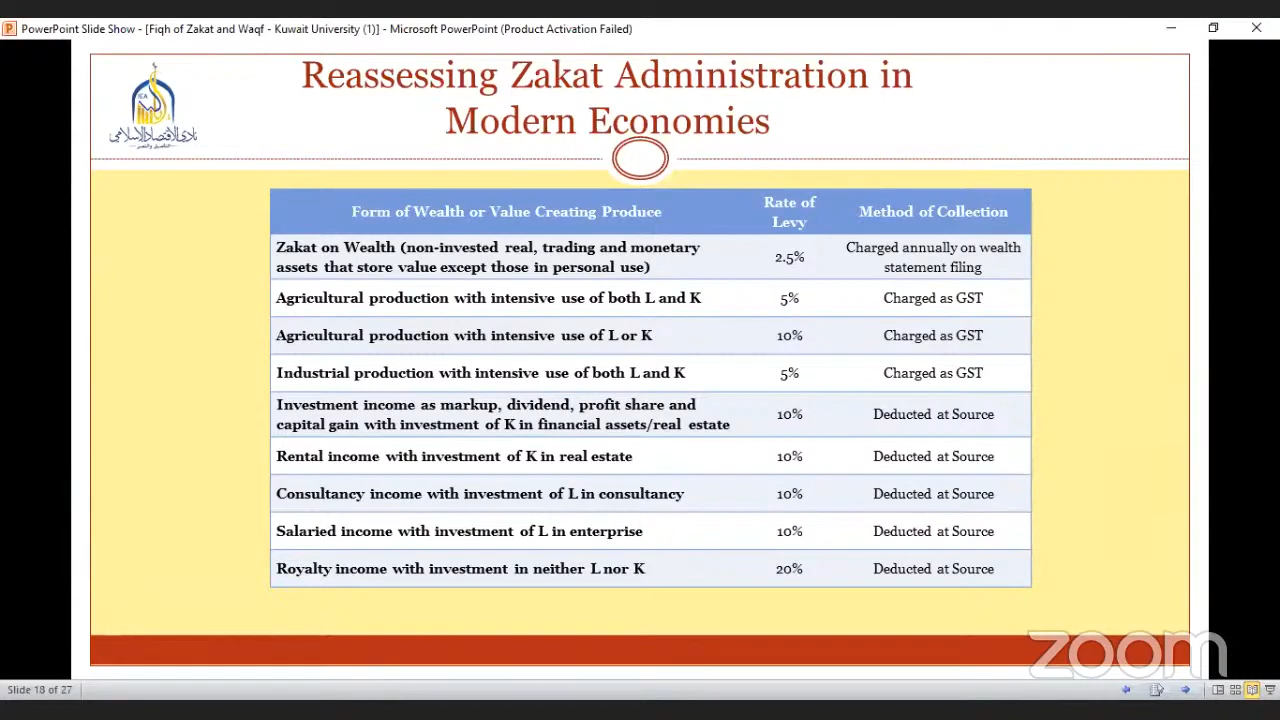 PowerPoint Slide Show - [Fiqh of Zakat and Waqf - Kuwait University (1)] - Microsoft PowerPoint (Product Activation Failed)
Reassessing Zakat Administration in
Modern Economies
IEA
نادي الاقتصاد الإسلامي
Form of Wealth or Value Creating Produce
Rate of
Levy
Method of Collection
Zakat on Wealth (non-invested real, trading and monetary
assets that store value except those in personal use)
2.5%
Charged annually on wealth
statement filing
Agricultural production with intensive use of both L and K
5%
Charged as GST
Agricultural production with intensive use of L or K
10%
Charged as GST
Industrial production with intensive use of both L and K
5%
Charged as GST
Investment income as markup, dividend, profit share and
capital gain with investment of K in financial assets/real estate
10%
Deducted at Source
Rental income with investment of K in real estate
10%
Deducted at Source
Consultancy income with investment of L in consultancy
10%
Deducted at Source
Salaried income with investment of L in enterprise
10%
Deducted at Source
Royalty income with investment in neither L nor K
20%
Deducted at Source
zoom
Slide 18 of 27